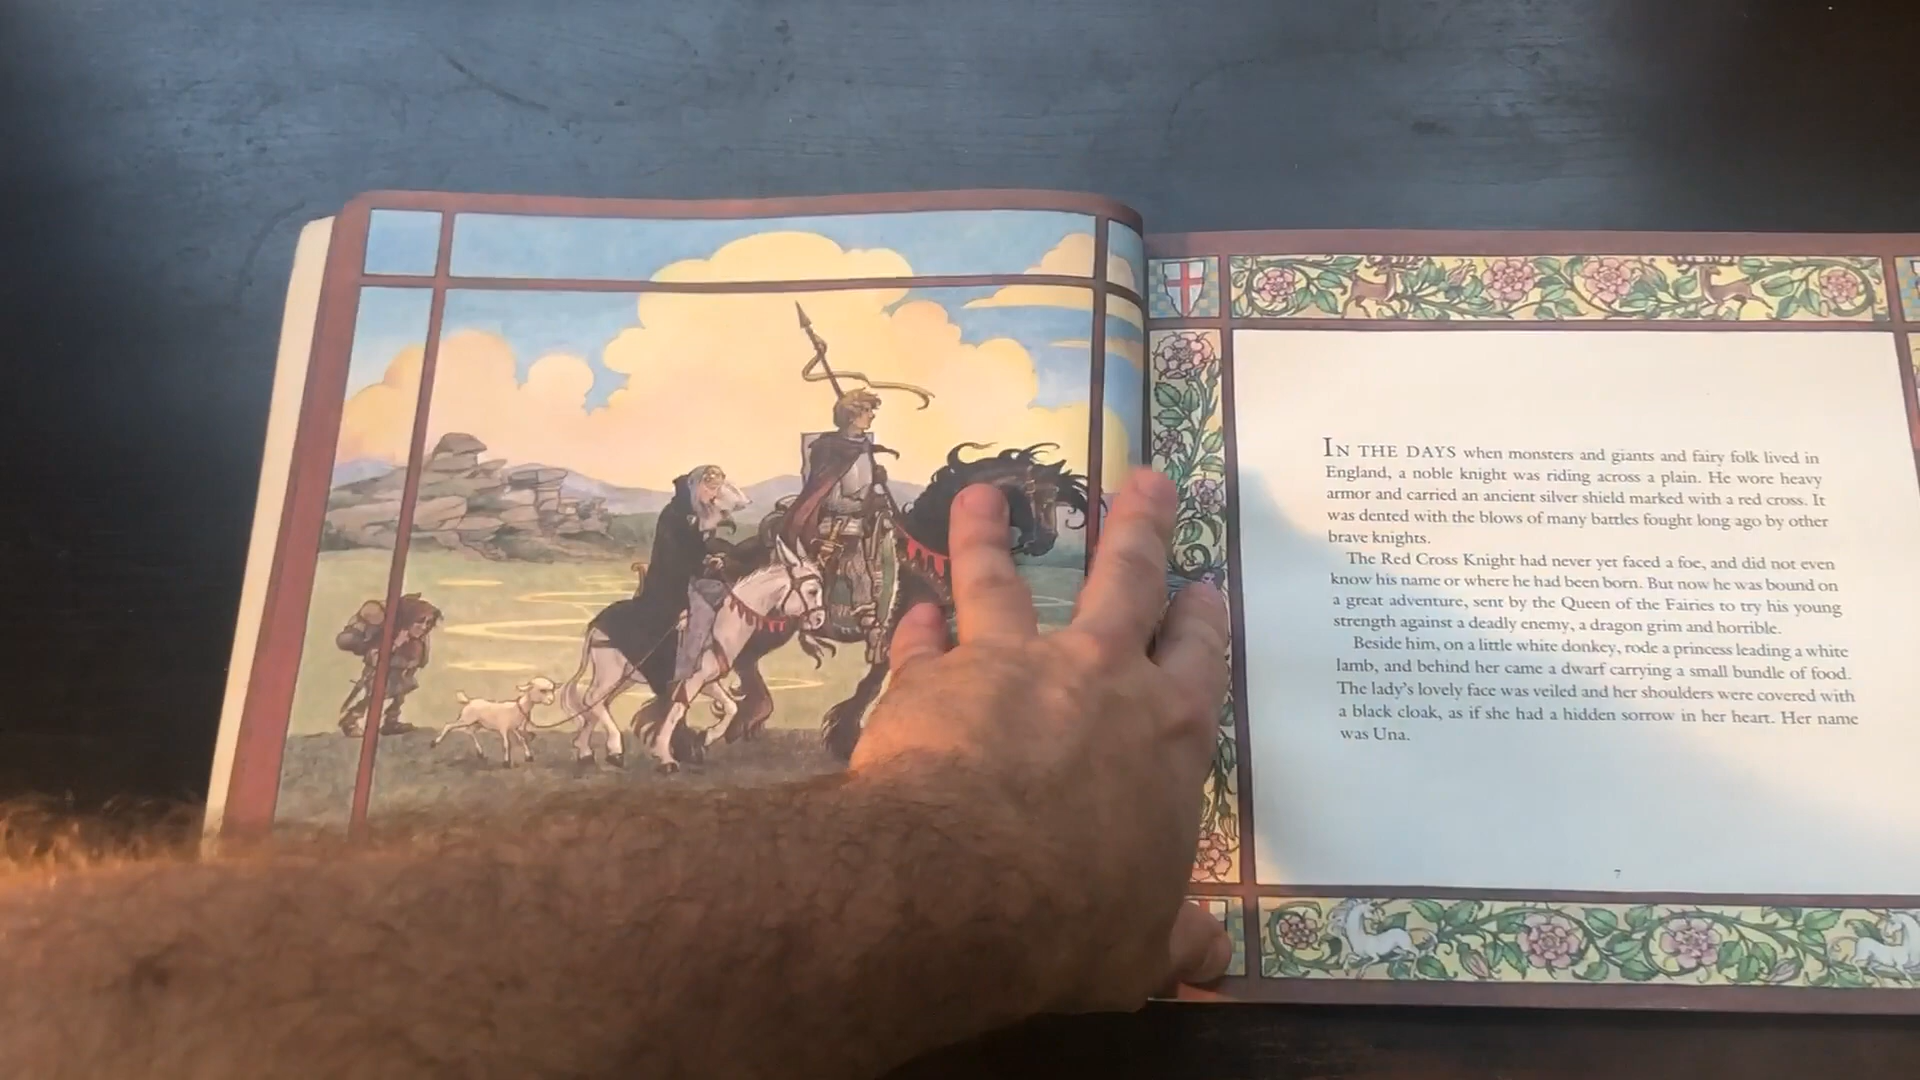 IN THE DAYS when monsters and giants and fairy folk lived in
England, a noble knight was riding across a plain. He wore heavy
armor and carried an ancient silver shield marked with a red cross. It
was dented with the blows of many battles fought long ago by other
brave knights.
The Red Cross Knight had never yet faced a foe, and did not even
know his name or where he had been born. But now he was bound on
a great adventure, sent by the Queen of the Fairies to try his young
strength against a deadly enemy, a dragon grim and horrible.
Beside him, on a little white donkey, rode a princess leading a white
lamb, and behind her came a dwarf carrying a small bundle of food.
The lady's lovely face was veiled and her shoulders were covered with
a black cloak, as if she had a hidden sorrow in her heart. Her name
was Una.
7